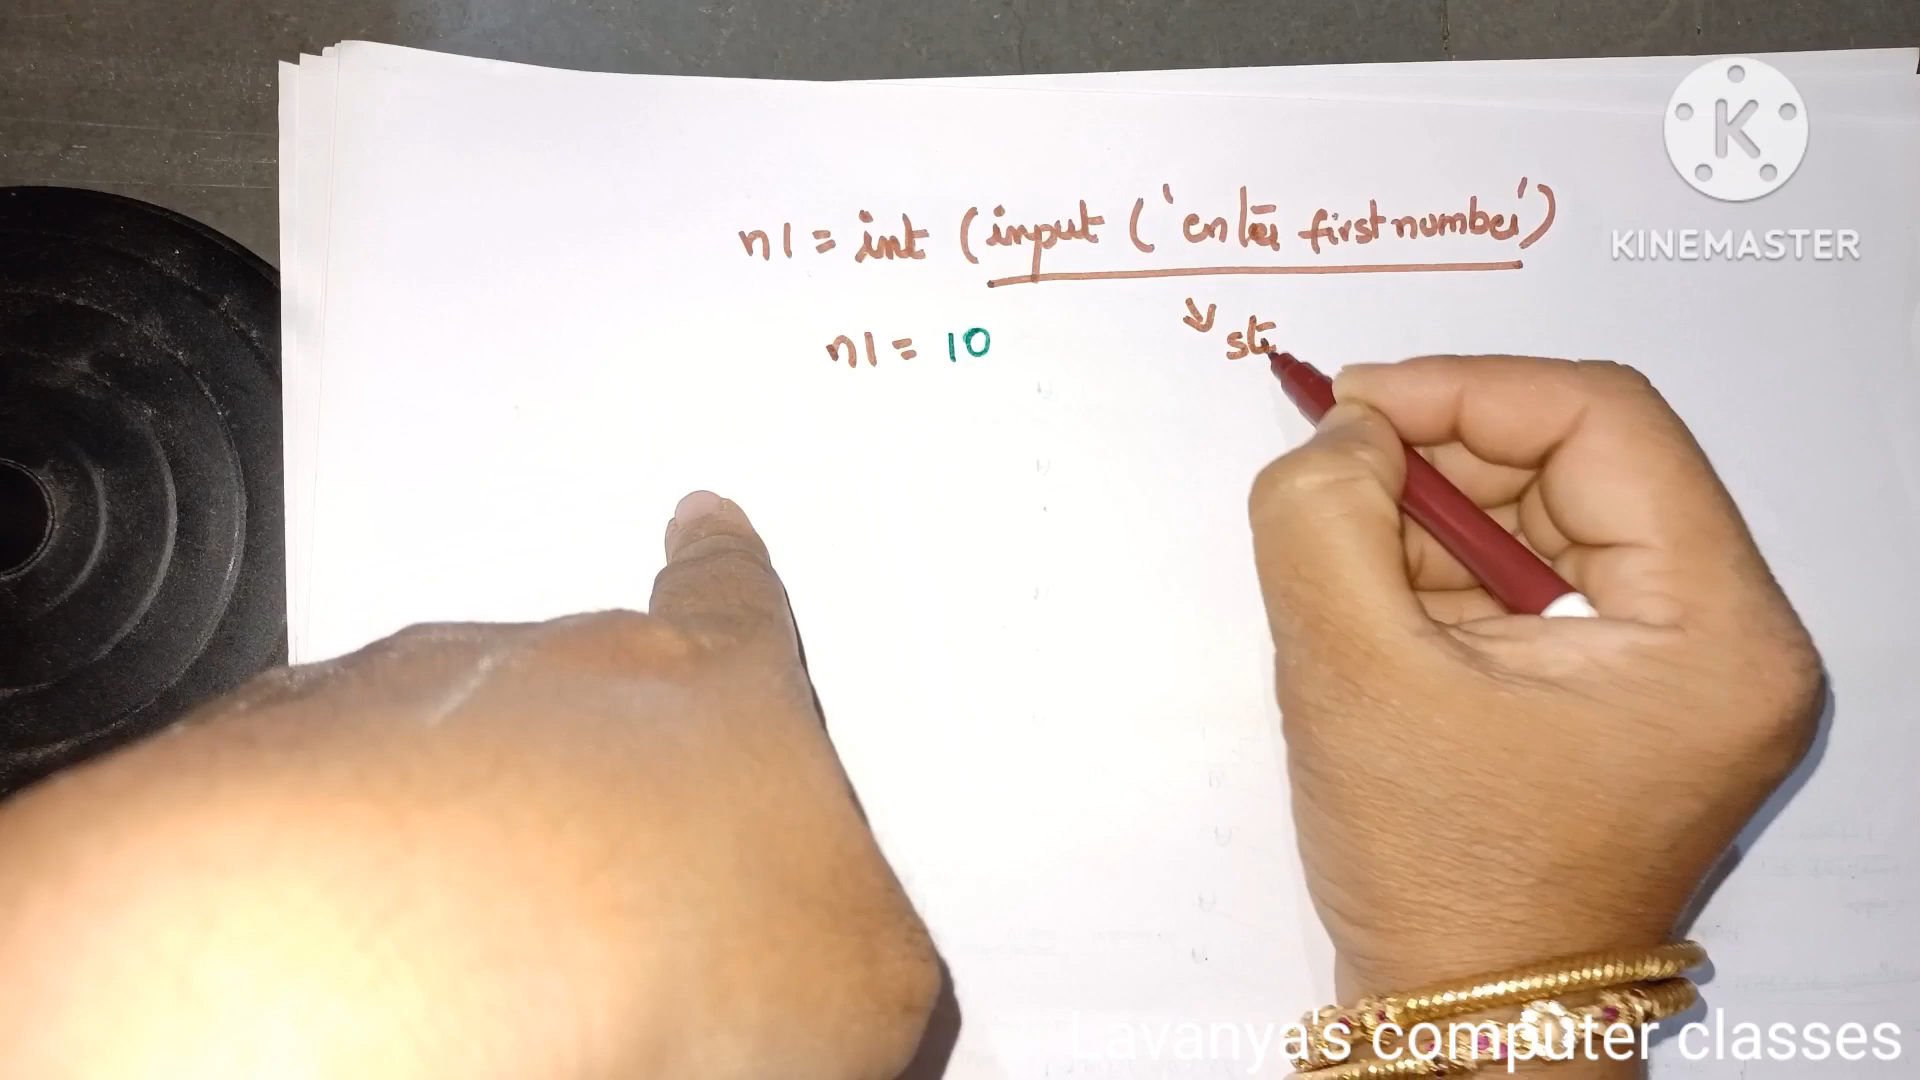 n1 = int (input ('enter first number')
n1 = 10
↓ st
K
KINEMASTER
Lavanya's computer classes